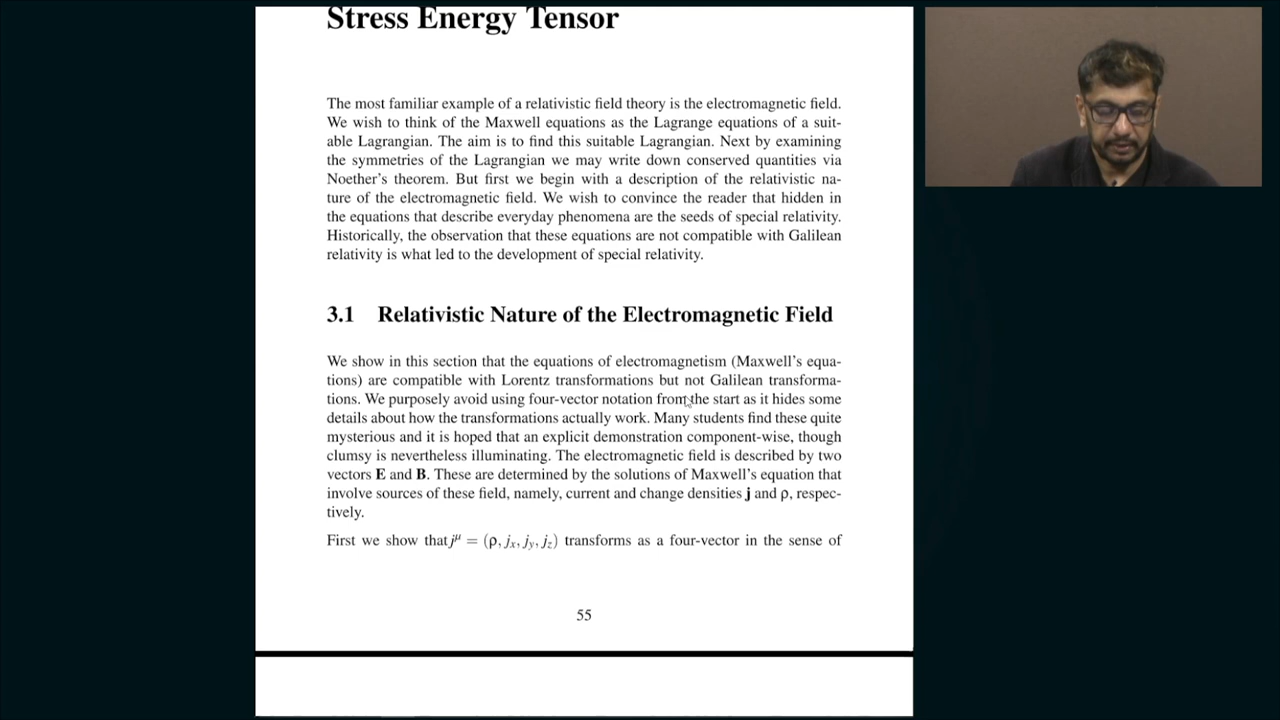 Stress Energy Tensor
The most familiar example of a relativistic field theory is the electromagnetic field.
We wish to think of the Maxwell equations as the Lagrange equations of a suit-
able Lagrangian. The aim is to find this suitable Lagrangian. Next by examining
the symmetries of the Lagrangian we may write down conserved quantities via
Noether's theorem. But first we begin with a description of the relativistic na-
ture of the electromagnetic field. We wish to convince the reader that hidden in
the equations that describe everyday phenomena are the seeds of special relativity.
Historically, the observation that these equations are not compatible with Galilean
relativity is what led to the development of special relativity.
3.1 Relativistic Nature of the Electromagnetic Field
We show in this section that the equations of electromagnetism (Maxwell's equa-
tions) are compatible with Lorentz transformations but not Galilean transforma-
tions. We purposely avoid using four-vector notation from the start as it hides some
details about how the transformations actually work. Many students find these quite
mysterious and it is hoped that an explicit demonstration component-wise, though
clumsy is nevertheless illuminating. The electromagnetic field is described by two
vectors E and B. These are determined by the solutions of Maxwell's equation that
involve sources of these field, namely, current and change densities j and ρ, respec-
tively.
First we show that j^μ = (ρ, j_x, j_y, j_z) transforms as a four-vector in the sense of
55